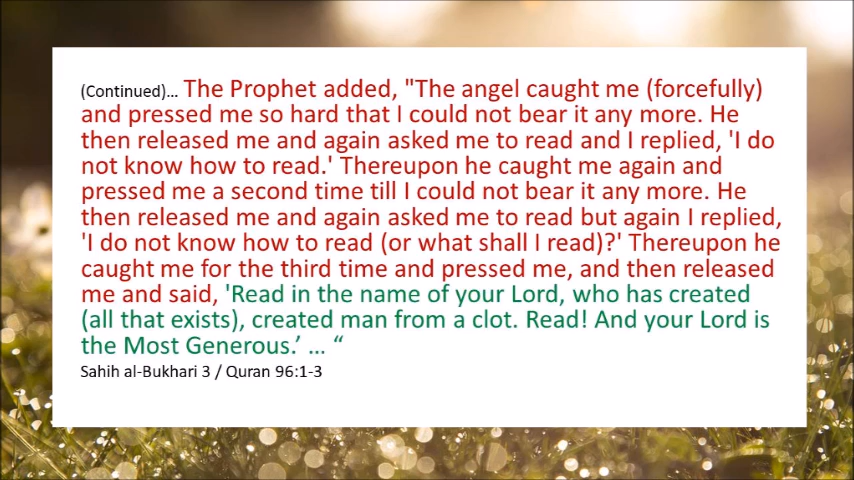 (Continued)... The Prophet added, "The angel caught me (forcefully)
and pressed me so hard that I could not bear it any more. He
then released me and again asked me to read and I replied, 'I do
not know how to read.' Thereupon he caught me again and
pressed me a second time till I could not bear it any more. He
then released me and again asked me to read but again I replied,
'I do not know how to read (or what shall I read)?' Thereupon he
caught me for the third time and pressed me, and then released
me and said, 'Read in the name of your Lord, who has created
(all that exists), created man from a clot. Read! And your Lord is
the Most Generous.’ ... “
Sahih al-Bukhari 3 / Quran 96:1-3